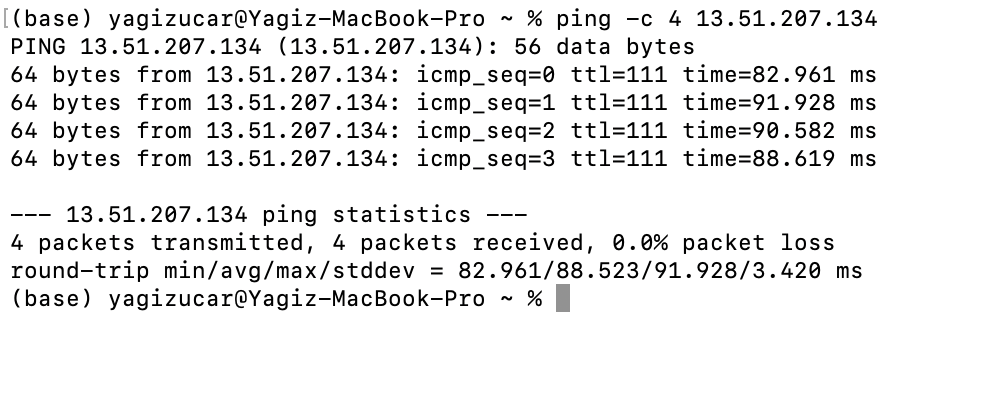 (base) yagizucar@Yagiz-MacBook-Pro ~ % ping -c 4 13.51.207.134
PING 13.51.207.134 (13.51.207.134): 56 data bytes
64 bytes from 13.51.207.134: icmp_seq=0 ttl=111 time=82.961 ms
64 bytes from 13.51.207.134: icmp_seq=1 ttl=111 time=91.928 ms
64 bytes from 13.51.207.134: icmp_seq=2 ttl=111 time=90.582 ms
64 bytes from 13.51.207.134: icmp_seq=3 ttl=111 time=88.619 ms

--- 13.51.207.134 ping statistics ---
4 packets transmitted, 4 packets received, 0.0% packet loss
round-trip min/avg/max/stddev = 82.961/88.523/91.928/3.420 ms
(base) yagizucar@Yagiz-MacBook-Pro ~ %